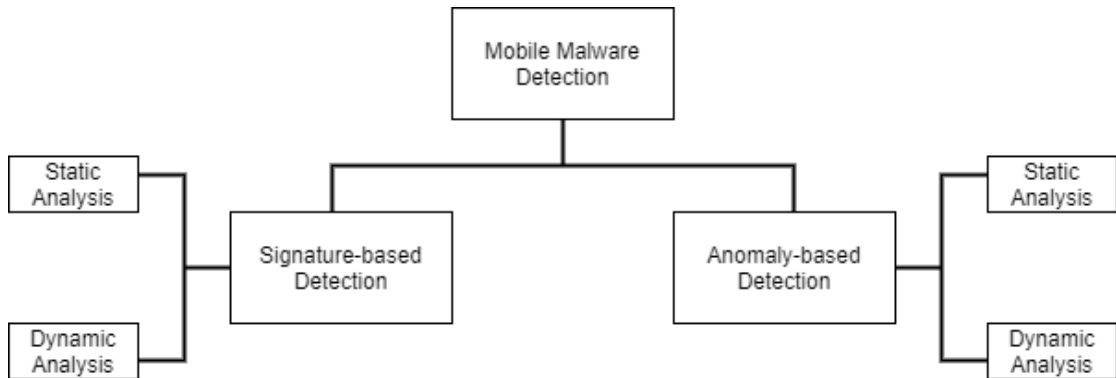 Mobile Malware
Detection
Static
Analysis
Static
Analysis
Signature-based
Detection
Anomaly-based
Detection
Dynamic
Analysis
Dynamic
Analysis